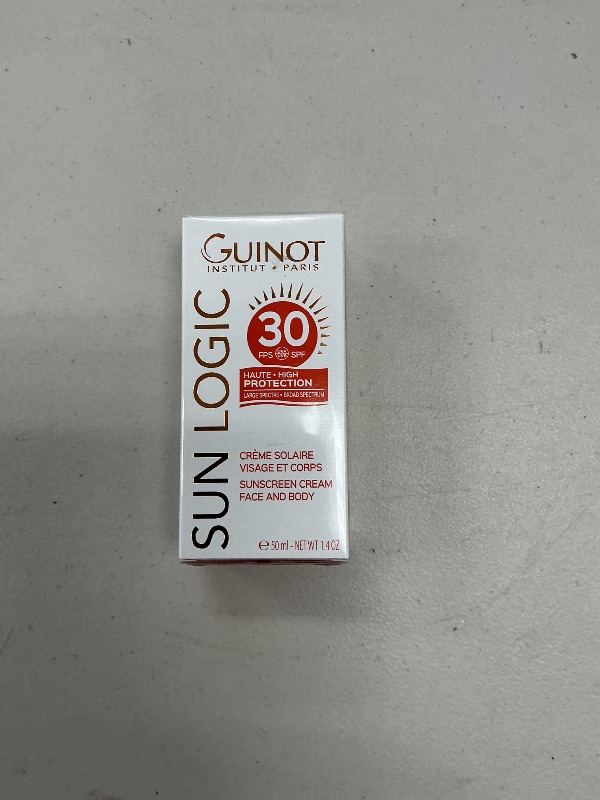 GUINOT
INSTITUT • PARIS
SUN LOGIC
30
FPS SPF
HAUTE • HIGH
PROTECTION
LARGE SPECTRE • BROAD SPECTRUM
CRÈME SOLAIRE
VISAGE ET CORPS
SUNSCREEN CREAM
FACE AND BODY
℮ 50 ml - NET WT 1.4 OZ